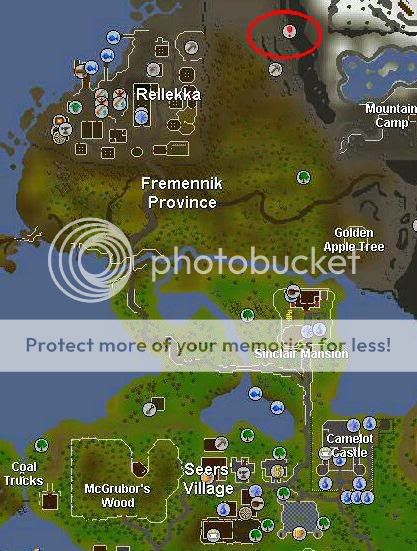 Rellekka
Mountain
Camp
Fremennik
Province
Golden
Apple Tree
photobucket
Protect more of your memories for less!
Sinclair Mansion
Camelot
Castle
Coal
Trucks
McGrubor's
Wood
Seers
Village